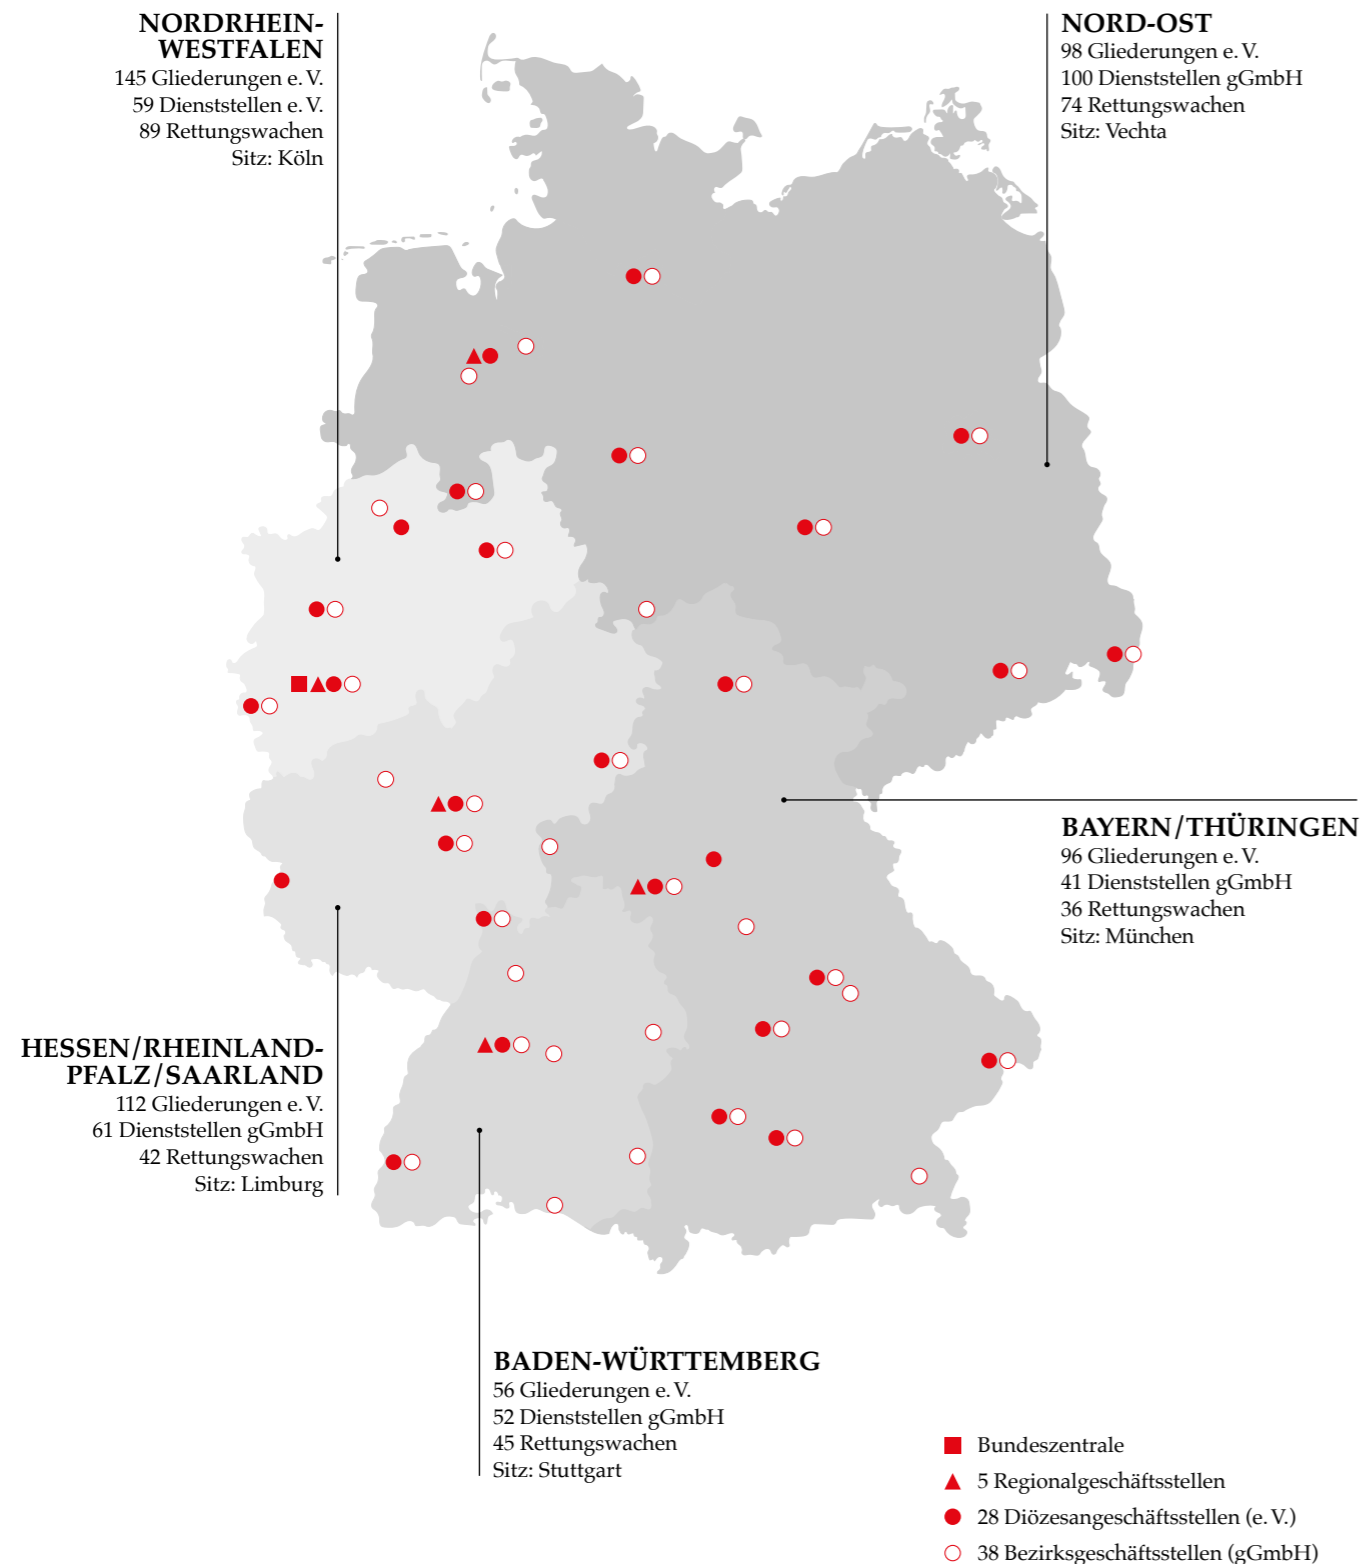 NORDRHEIN-
WESTFALEN
145 Gliederungen e. V.
59 Dienststellen e. V.
89 Rettungswachen
Sitz: Köln
NORD-OST
98 Gliederungen e. V.
100 Dienststellen gGmbH
74 Rettungswachen
Sitz: Vechta
BAYERN/THÜRINGEN
96 Gliederungen e. V.
41 Dienststellen gGmbH
36 Rettungswachen
Sitz: München
HESSEN/RHEINLAND-
PFALZ/SAARLAND
112 Gliederungen e. V.
61 Dienststellen gGmbH
42 Rettungswachen
Sitz: Limburg
BADEN-WÜRTTEMBERG
56 Gliederungen e. V.
52 Dienststellen gGmbH
45 Rettungswachen
Sitz: Stuttgart
Bundeszentrale
5 Regionalgeschäftsstellen
28 Diözesangeschäftsstellen (e. V.)
38 Bezirksgeschäftsstellen (gGmbH)